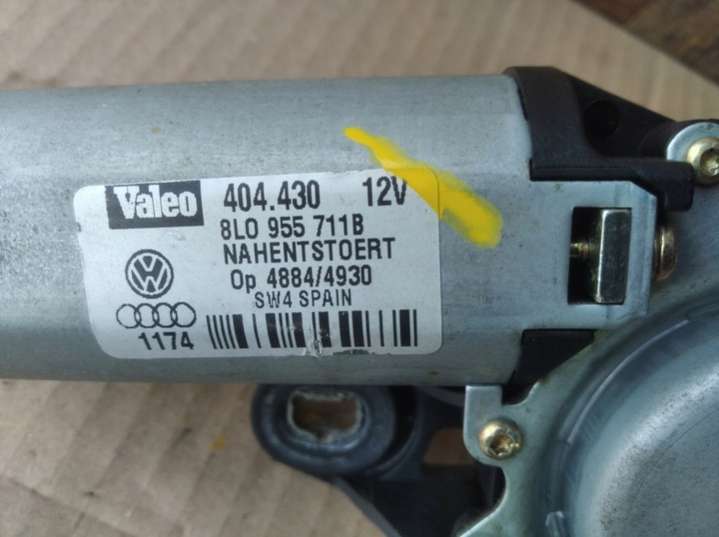 Valeo 404.430 12V
8L0 955 711B
NAHENTSTOERT
Op 4884/4930
SW4 SPAIN
1174